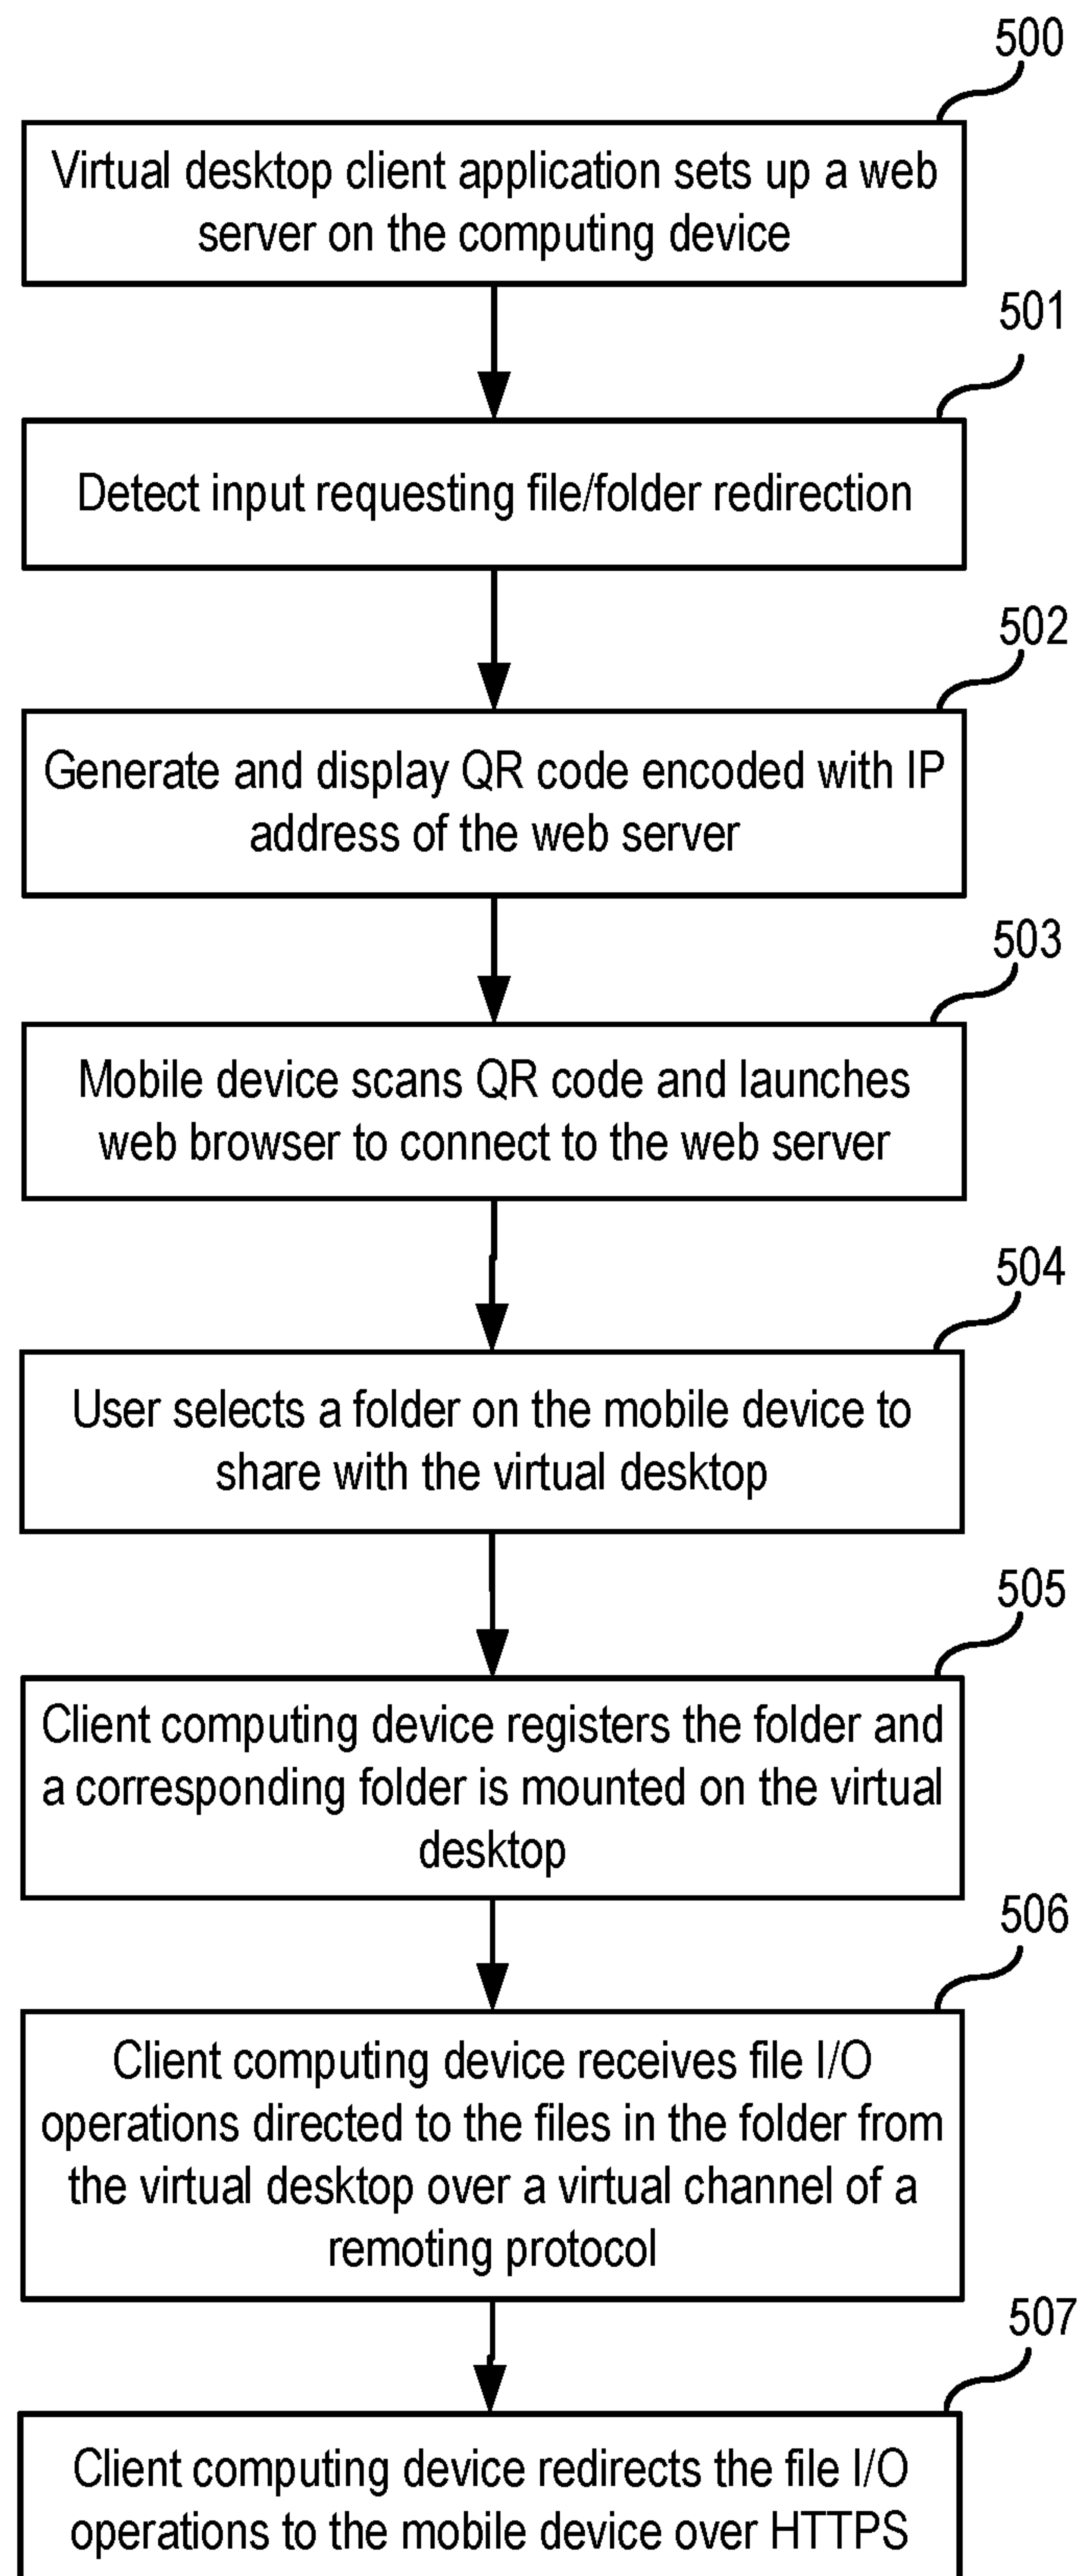 500
Virtual desktop client application sets up a web
server on the computing device
501
Detect input requesting file/folder redirection
502
Generate and display QR code encoded with IP
address of the web server
503
Mobile device scans QR code and launches
web browser to connect to the web server
504
User selects a folder on the mobile device to
share with the virtual desktop
505
Client computing device registers the folder and
a corresponding folder is mounted on the virtual
desktop
506
Client computing device receives file I/O
operations directed to the files in the folder from
the virtual desktop over a virtual channel of a
remoting protocol
507
Client computing device redirects the file I/O
operations to the mobile device over HTTPS